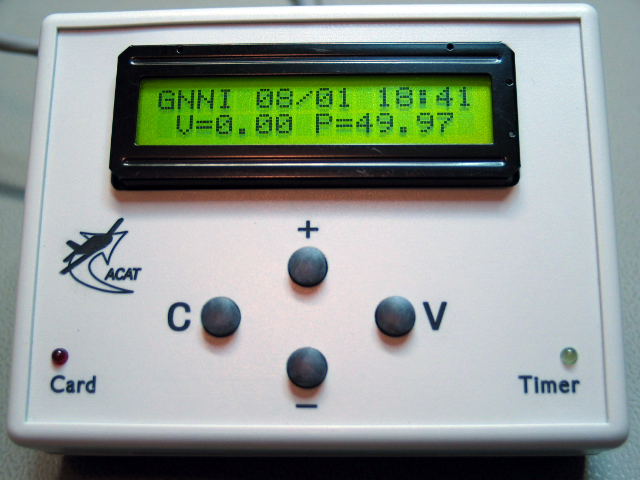 GNNI 08/01 18:41
V=0.00 P=49.97
ACAT
+
C
V
−
Card
Timer